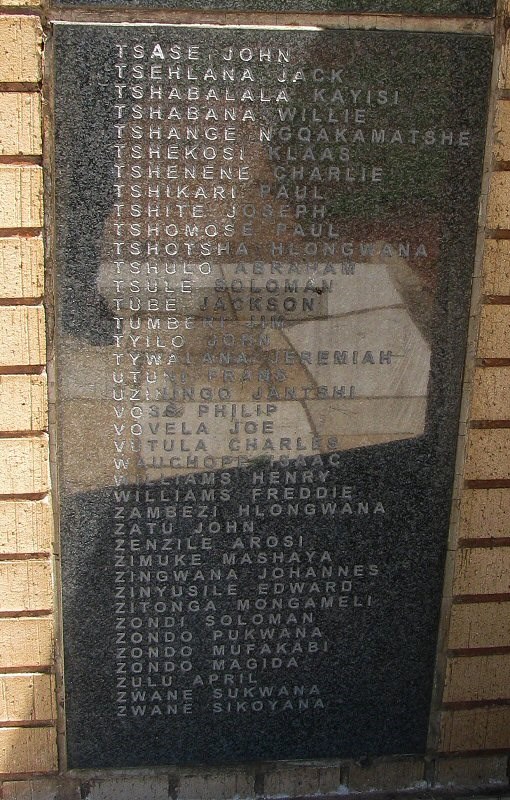 TSASE JOHN
TSEHLANA JACK
TSHABALALA KAYISI
TSHABANA WILLIE
TSHANGE NGQAKAMATSHE
TSHEKOSI KLAAS
TSHENENE CHARLIE
TSHIKARI PAUL
TSHITE JOSEPH
TSHOMOSE PAUL
TSHOTSHA HLONGWANA
TSHULO ABRAHAM
TSULE SOLOMAN
TUBE JACKSON
TUMBERI JIM
TYILO JOHN
TYWALANA JEREMIAH
FRANS
JANTSHI
VOSS PHILIP
VOVELA JOE
VUTULA CHARLES
WAUCHOPE ISAAC
WILLIAMS HENRY
WILLIAMS FREDDIE
ZAMBEZI HLONGWANA
ZATU JOHN
ZENZILE AROSI
ZIMUKE MASHAYA
ZINGWANA JOHANNES
ZINYUSILE EDWARD
ZITONGA MONGAMELI
ZONDI SOLOMAN
ZONDO PUKWANA
ZONDO MUFAKABI
ZONDO MAGIDA
ZULU APRIL
ZWANE SUKWANA
ZWANE SIKOYANA